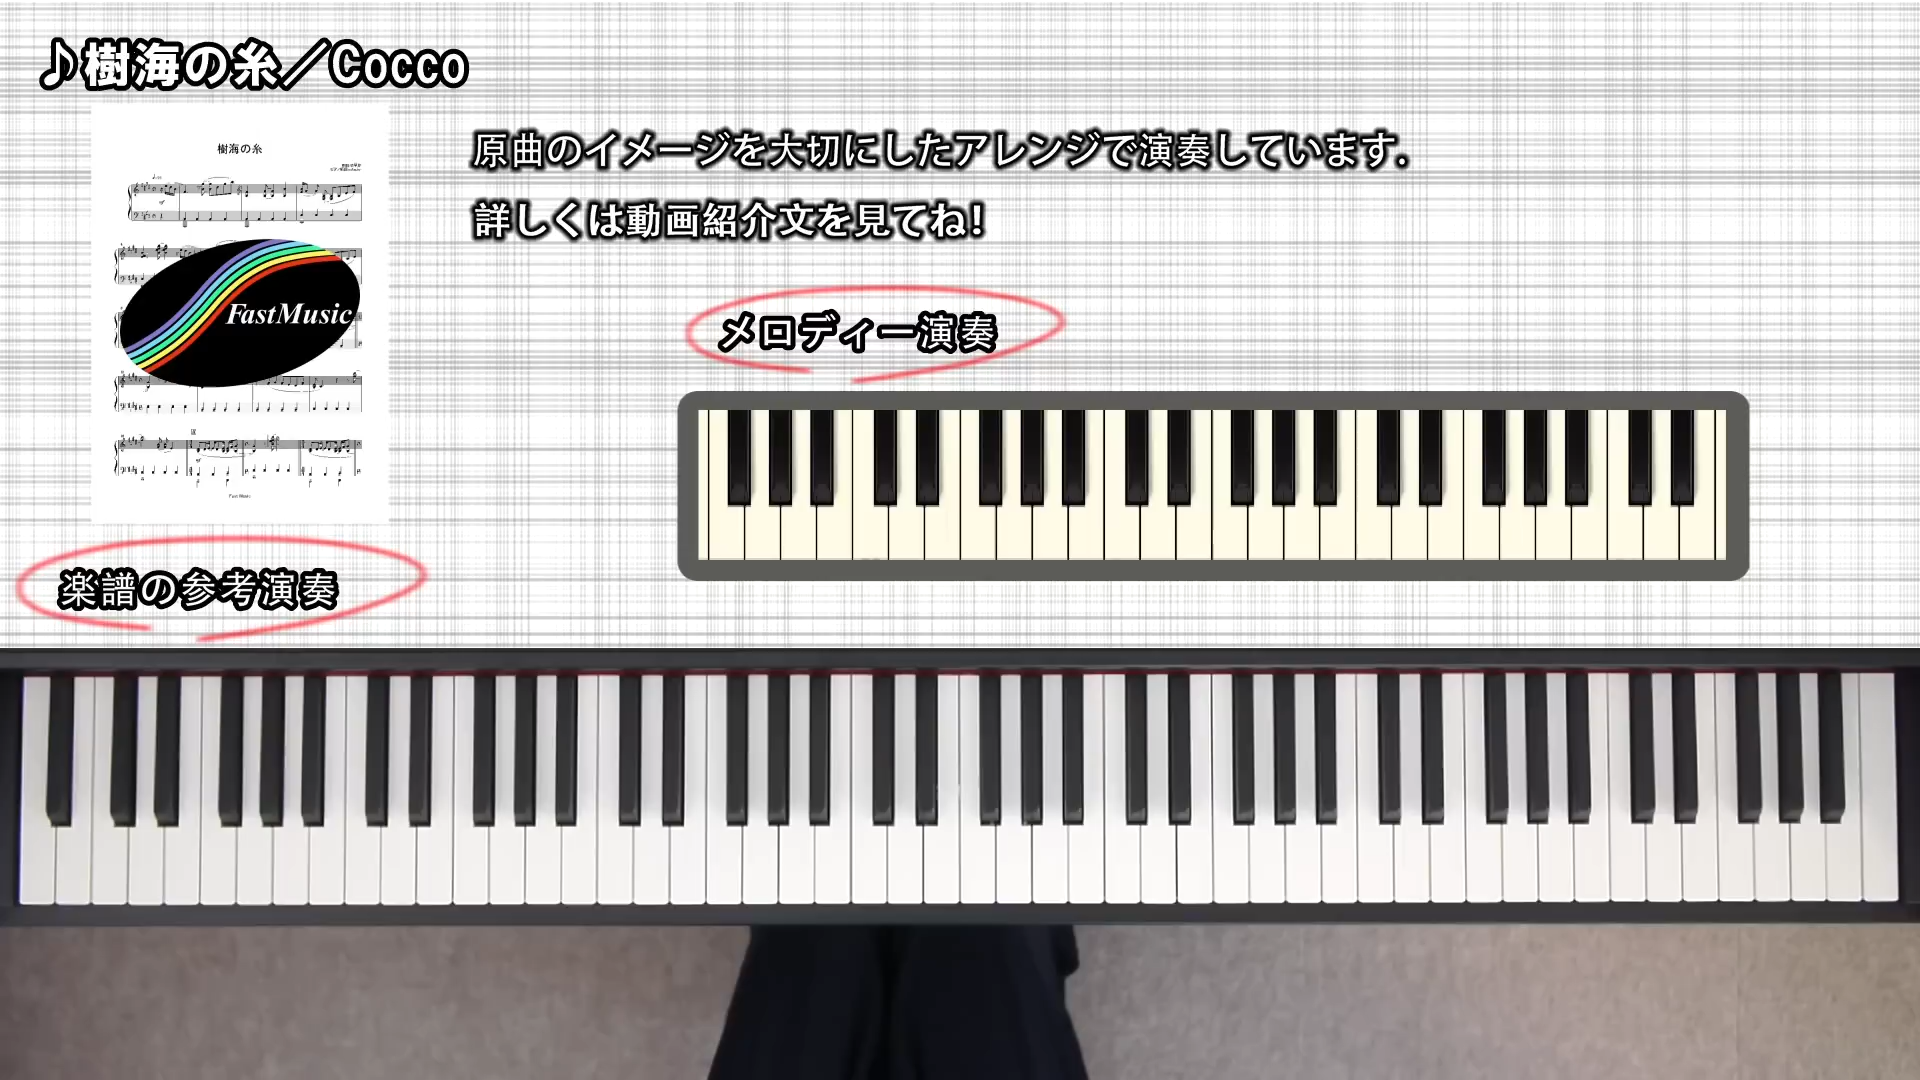 ♪樹海の糸／Cocco
樹海の糸
原曲のイメージを大切にしたアレンジで演奏しています.
詳しくは動画紹介文を見てね!
FastMusic
メロディー演奏
Fast Music
楽譜の参考演奏